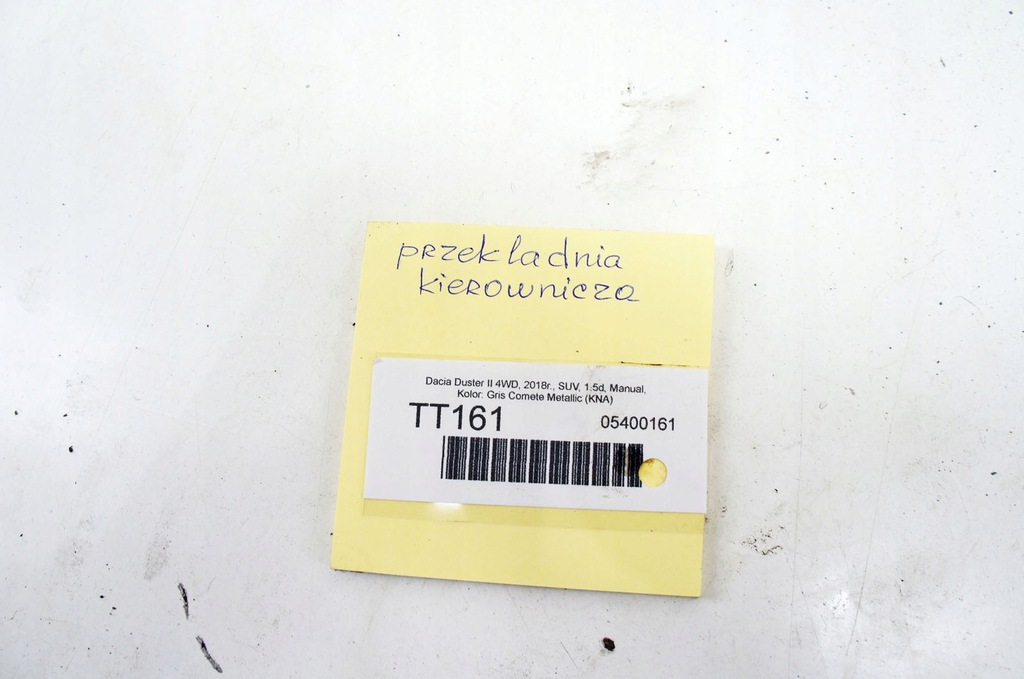 przekladnia
kierownicza
Dacia Duster II 4WD, 2018r., SUV, 1.5d, Manual,
Kolor: Gris Comete Metallic (KNA)
TT161 05400161